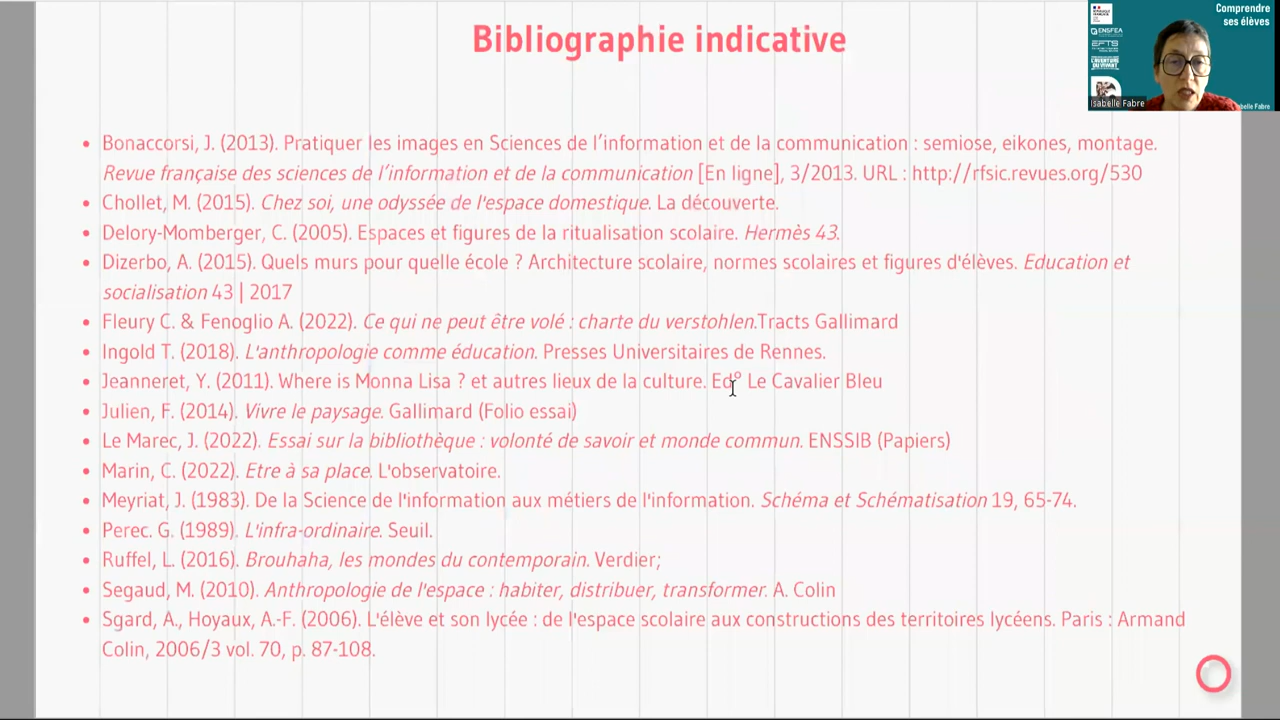 Bibliographie indicative
Comprendre
ses élèves
RÉPUBLIQUE
FRANÇAISE
ENSFEA
EFTS
L'AVENTURE
DU VIVANT
Isabelle Fabre
belle Fabre
• Bonaccorsi, J. (2013). Pratiquer les images en Sciences de l’information et de la communication : semiose, eikones, montage.
Revue française des sciences de l’information et de la communication [En ligne], 3/2013. URL : http://rfsic.revues.org/530
• Chollet, M. (2015). Chez soi, une odyssée de l'espace domestique. La découverte.
• Delory-Momberger, C. (2005). Espaces et figures de la ritualisation scolaire. Hermès 43.
• Dizerbo, A. (2015). Quels murs pour quelle école ? Architecture scolaire, normes scolaires et figures d'élèves. Education et
socialisation 43 | 2017
• Fleury C. & Fenoglio A. (2022). Ce qui ne peut être volé : charte du verstohlen.Tracts Gallimard
• Ingold T. (2018). L'anthropologie comme éducation. Presses Universitaires de Rennes.
• Jeanneret, Y. (2011). Where is Monna Lisa ? et autres lieux de la culture. Ed° Le Cavalier Bleu
• Julien, F. (2014). Vivre le paysage. Gallimard (Folio essai)
• Le Marec, J. (2022). Essai sur la bibliothèque : volonté de savoir et monde commun. ENSSIB (Papiers)
• Marin, C. (2022). Etre à sa place. L'observatoire.
• Meyriat, J. (1983). De la Science de l'information aux métiers de l'information. Schéma et Schématisation 19, 65-74.
• Perec. G. (1989). L'infra-ordinaire. Seuil.
• Ruffel, L. (2016). Brouhaha, les mondes du contemporain. Verdier;
• Segaud, M. (2010). Anthropologie de l'espace : habiter, distribuer, transformer. A. Colin
• Sgard, A., Hoyaux, A.-F. (2006). L'élève et son lycée : de l'espace scolaire aux constructions des territoires lycéens. Paris : Armand
Colin, 2006/3 vol. 70, p. 87-108.